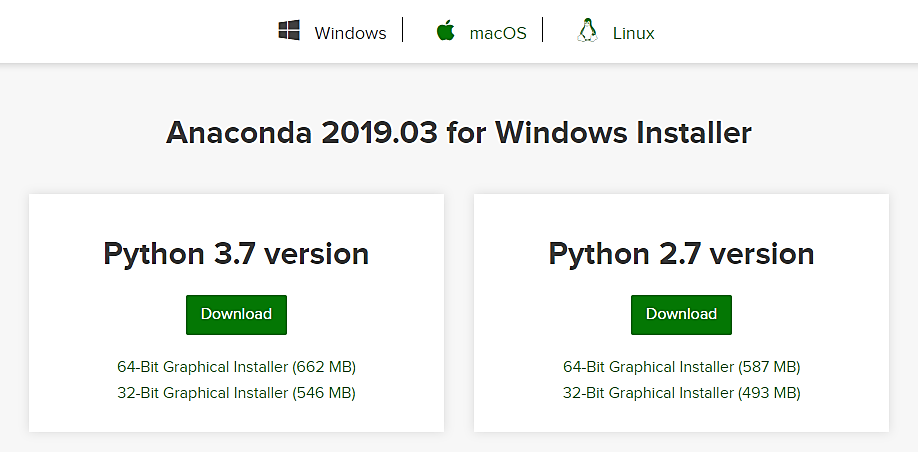 Windows | macOS | Linux
Anaconda 2019.03 for Windows Installer
Python 3.7 version
Download
64-Bit Graphical Installer (662 MB)
32-Bit Graphical Installer (546 MB)
Python 2.7 version
Download
64-Bit Graphical Installer (587 MB)
32-Bit Graphical Installer (493 MB)